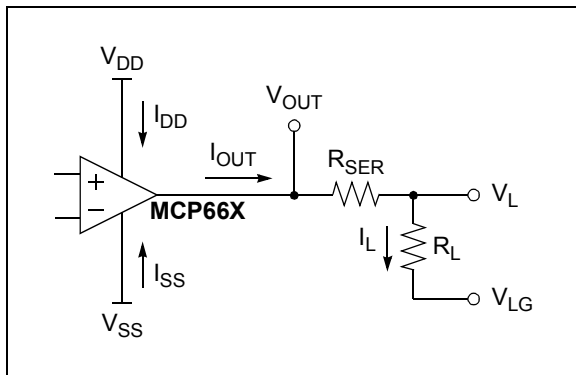 V_DD
I_DD
V_OUT
I_OUT
R_SER
+
−
MCP66X
V_L
I_L
R_L
I_SS
V_LG
V_SS